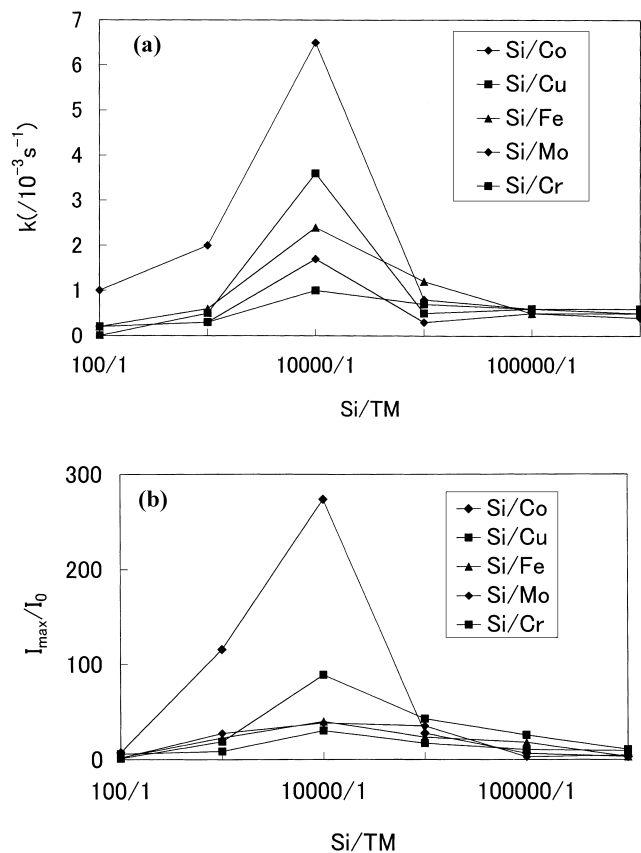 7
(a)
6
5
4
3
2
1
0
k(/10⁻³s⁻¹)
Si/Co
Si/Cu
Si/Fe
Si/Mo
Si/Cr
100/1
10000/1
100000/1
Si/TM
300
(b)
200
100
0
I_max/I_0
Si/Co
Si/Cu
Si/Fe
Si/Mo
Si/Cr
100/1
10000/1
100000/1
Si/TM